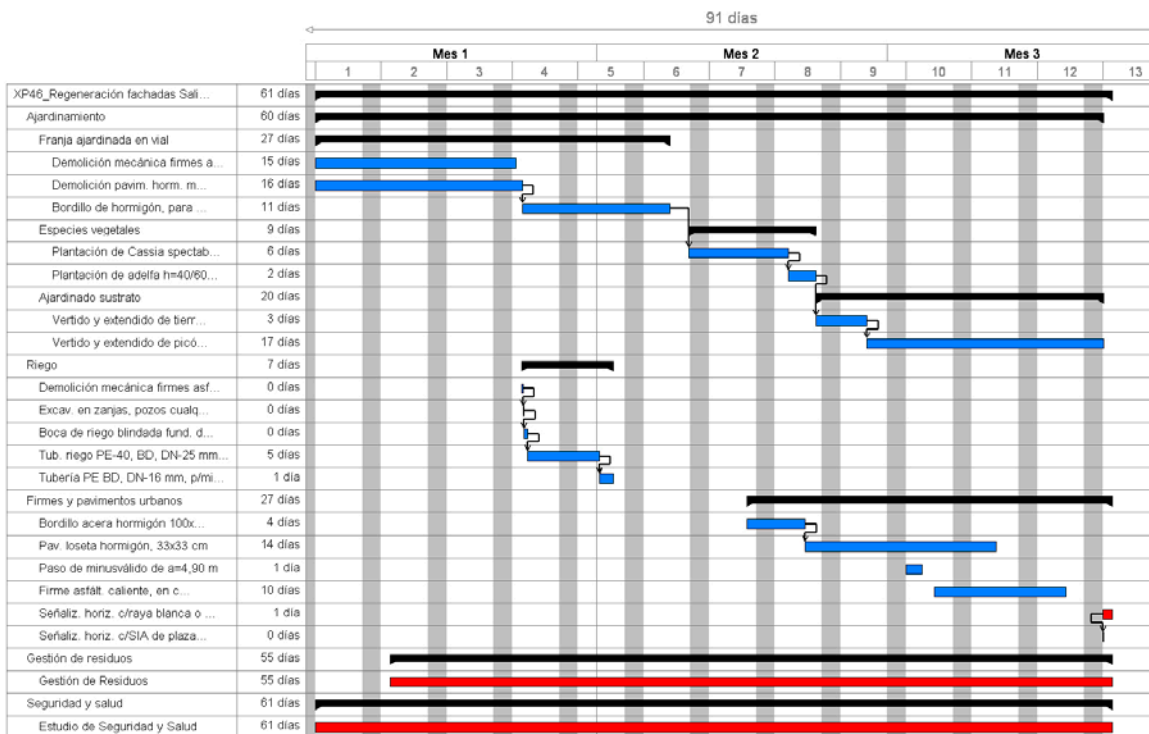 91 días
Mes 1 Mes 2 Mes 3
1 2 3 4 5 6 7 8 9 10 11 12 13
XP46_Regeneración fachadas Sali... 61 días
Ajardinamiento 60 días
Franja ajardinada en vial 27 días
Demolición mecánica firmes a... 15 días
Demolición pavim. horm. m... 16 días
Bordillo de hormigón, para ... 11 días
Especies vegetales 9 días
Plantación de Cassia spectab... 6 días
Plantación de adelfa h=40/60... 2 días
Ajardinado sustrato 20 días
Vertido y extendido de tierr... 3 días
Vertido y extendido de picó... 17 días
Riego 7 días
Demolición mecánica firmes asf... 0 días
Excav. en zanjas, pozos cualq... 0 días
Boca de riego blindada fund. d... 0 días
Tub. riego PE-40, BD, DN-25 mm... 5 días
Tubería PE BD, DN-16 mm, p/mi... 1 día
Firmes y pavimentos urbanos 27 días
Bordillo acera hormigón 100x... 4 días
Pav. loseta hormigón, 33x33 cm 14 días
Paso de minusválido de a=4,90 m 1 día
Firme asfált. caliente, en c... 10 días
Señaliz. horiz. c/raya blanca o ... 1 día
Señaliz. horiz. c/SIA de plaza... 0 días
Gestión de residuos 55 días
Gestión de Residuos 55 días
Seguridad y salud 61 días
Estudio de Seguridad y Salud 61 días